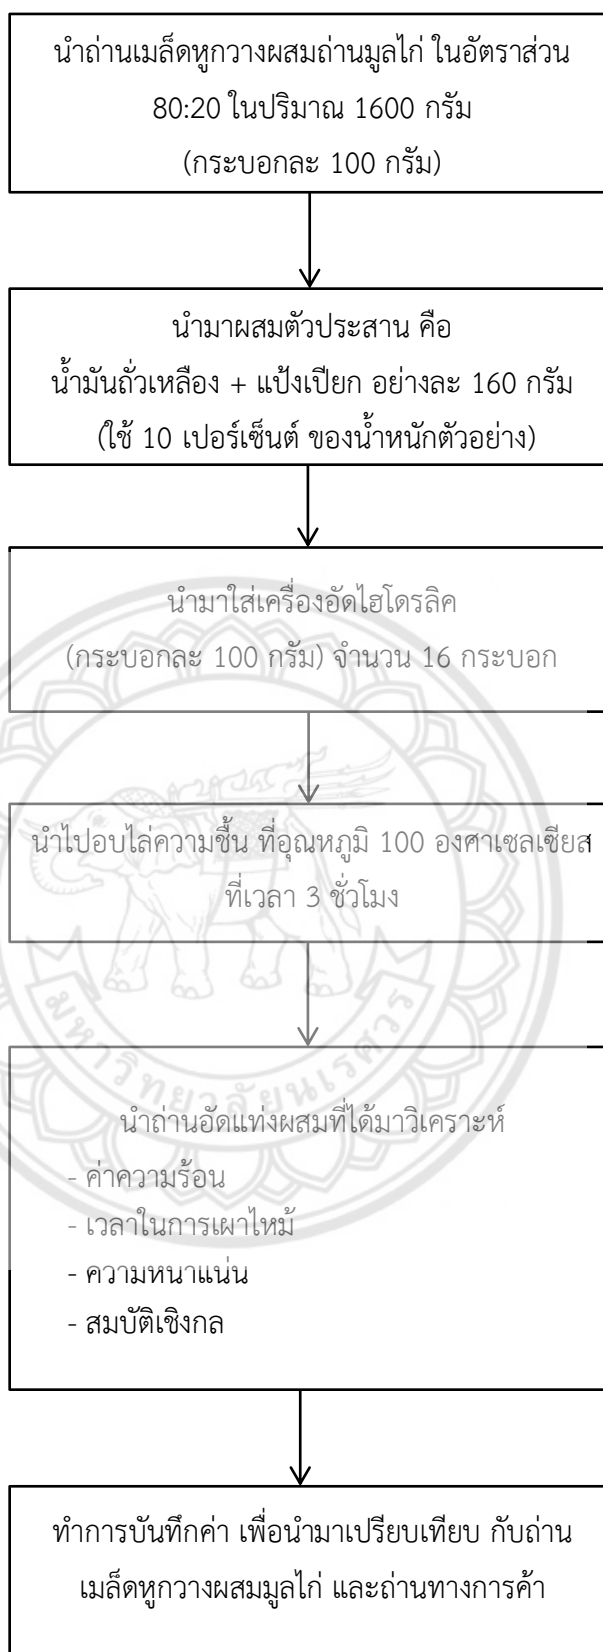 นำถ่านเมล็ดหูกวางผสมถ่านมูลไก่ ในอัตราส่วน
80:20 ในปริมาณ 1600 กรัม
(กระบอกละ 100 กรัม)
นำมาผสมตัวประสาน คือ
น้ำมันถั่วเหลือง + แป้งเปียก อย่างละ 160 กรัม
(ใช้ 10 เปอร์เซ็นต์ ของน้ำหนักตัวอย่าง)
นำมาใส่เครื่องอัดไฮโดรลิค
(กระบอกละ 100 กรัม) จำนวน 16 กระบอก
นำไปอบไล่ความชื้น ที่อุณหภูมิ 100 องศาเซลเซียส
ที่เวลา 3 ชั่วโมง
มหาวิทยาลัยนเรศวร
นำถ่านอัดแท่งผสมที่ได้มาวิเคราะห์
- ค่าความร้อน
- เวลาในการเผาไหม้
- ความหนาแน่น
- สมบัติเชิงกล
ทำการบันทึกค่า เพื่อนำมาเปรียบเทียบ กับถ่าน
เมล็ดหูกวางผสมมูลไก่ และถ่านทางการค้า